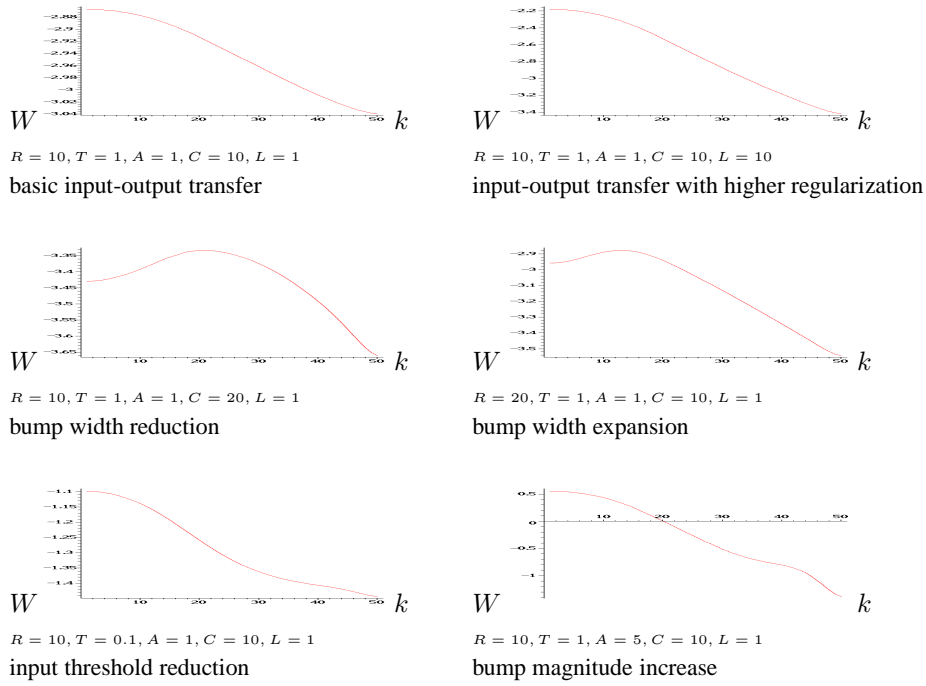 -2.88
-2.9
-2.92
-2.94
-2.96
-2.98
-3
-3.02
-3.04
10 20 30 40 50
W k
R = 10, T = 1, A = 1, C = 10, L = 1
basic input-output transfer
-2.2
-2.4
-2.6
-2.8
-3
-3.2
-3.4
10 20 30 40 50
W k
R = 10, T = 1, A = 1, C = 10, L = 10
input-output transfer with higher regularization
-3.35
-3.4
-3.45
-3.5
-3.55
-3.6
-3.65
10 20 30 40 50
W k
R = 10, T = 1, A = 1, C = 20, L = 1
bump width reduction
-2.9
-3
-3.1
-3.2
-3.3
-3.4
-3.5
10 20 30 40 50
W k
R = 20, T = 1, A = 1, C = 10, L = 1
bump width expansion
-1.1
-1.15
-1.2
-1.25
-1.3
-1.35
-1.4
10 20 30 40 50
W k
R = 10, T = 0.1, A = 1, C = 10, L = 1
input threshold reduction
0.5
10 20 30 40 50
0
-0.5
-1
W k
R = 10, T = 1, A = 5, C = 10, L = 1
bump magnitude increase